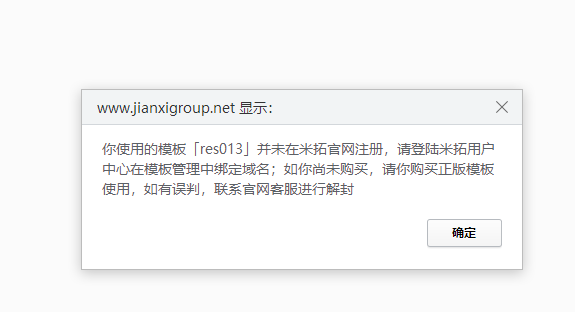 www.jianxigroup.net 显示:
你使用的模板「res013」并未在米拓官网注册，请登陆米拓用户
中心在模板管理中绑定域名；如你尚未购买，请你购买正版模板
使用，如有误判，联系官网客服进行解封
确定